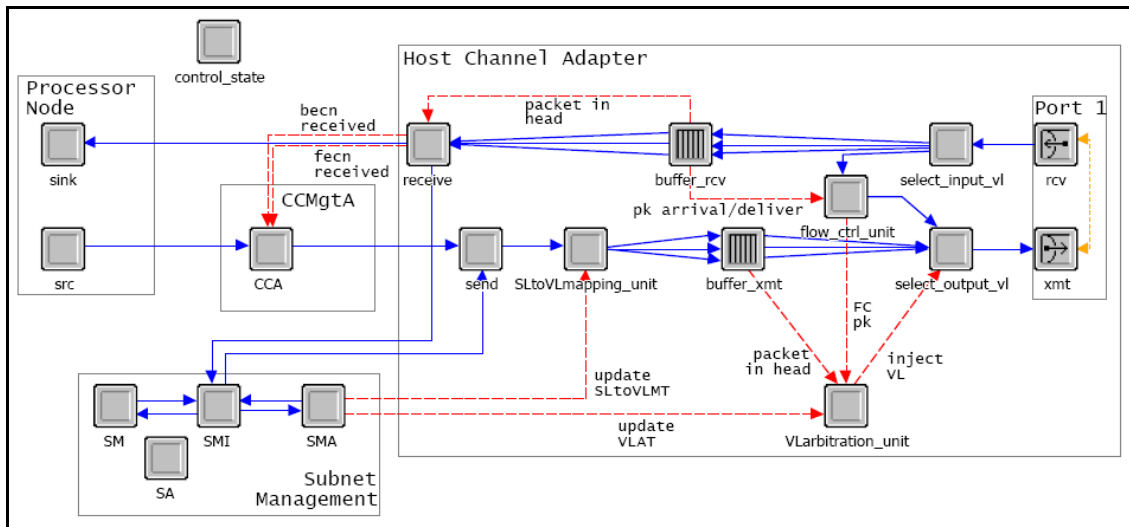 control_state
Processor
Node
sink
src
becn
received
fecn
received
CCMgtA
CCA
Host Channel Adapter
packet in
head
receive
buffer_rcv
select_input_vl
Port 1
rcv
pk arrival/deliver
flow_ctrl_unit
send
SLtoVLmapping_unit
buffer_xmt
select_output_vl
xmt
FC
pk
packet
in head
inject
VL
update
SLtoVLMT
update
VLAT
VLarbitration_unit
SM
SMI
SMA
SA
Subnet
Management